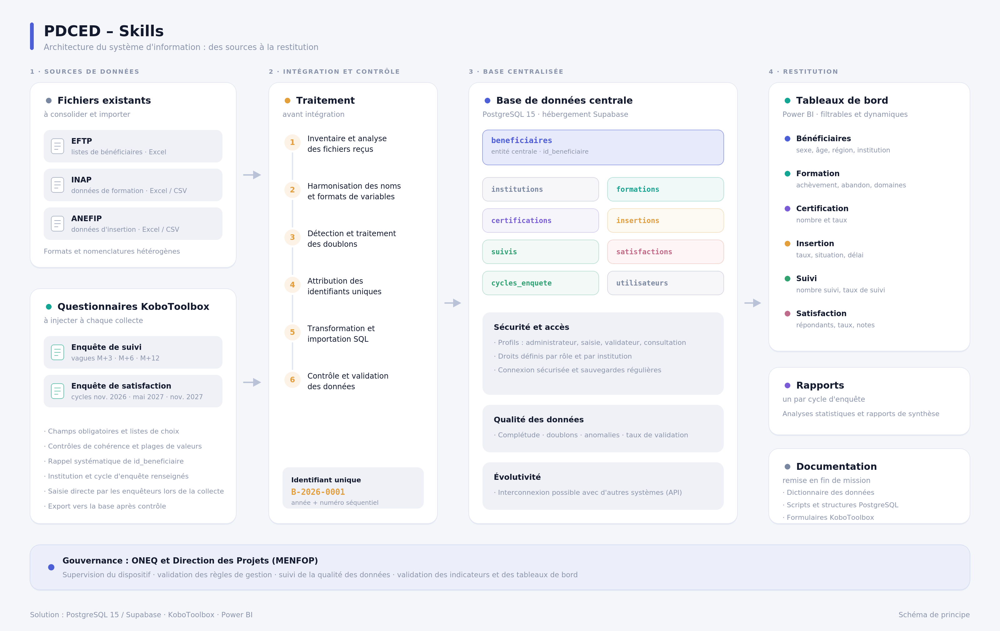 PDCED – Skills
Architecture du système d'information : des sources à la restitution
1 · SOURCES DE DONNÉES
Fichiers existants
à consolider et importer
EFTP
listes de bénéficiaires · Excel
INAP
données de formation · Excel / CSV
ANEFIP
données d'insertion · Excel / CSV
Formats et nomenclatures hétérogènes
Questionnaires KoboToolbox
à injecter à chaque collecte
Enquête de suivi
vagues M+3 · M+6 · M+12
Enquête de satisfaction
cycles nov. 2026 · mai 2027 · nov. 2027
· Champs obligatoires et listes de choix
· Contrôles de cohérence et plages de valeurs
· Rappel systématique de id_beneficiaire
· Institution et cycle d'enquête renseignés
· Saisie directe par les enquêteurs lors de la collecte
· Export vers la base après contrôle
2 · INTÉGRATION ET CONTRÔLE
Traitement
avant intégration
1 Inventaire et analyse
des fichiers reçus
2 Harmonisation des noms
et formats de variables
3 Détection et traitement
des doublons
4 Attribution des
identifiants uniques
5 Transformation et
importation SQL
6 Contrôle et validation
des données
Identifiant unique
B-2026-0001
année + numéro séquentiel
3 · BASE CENTRALISÉE
Base de données centrale
PostgreSQL 15 · hébergement Supabase
beneficiaires
entité centrale · id_beneficiaire
institutions
formations
certifications
insertions
suivis
satisfactions
cycles_enquete
utilisateurs
Sécurité et accès
· Profils : administrateur, saisie, validateur, consultation
· Droits définis par rôle et par institution
· Connexion sécurisée et sauvegardes régulières
Qualité des données
· Complétude · doublons · anomalies · taux de validation
Évolutivité
· Interconnexion possible avec d'autres systèmes (API)
4 · RESTITUTION
Tableaux de bord
Power BI · filtrables et dynamiques
Bénéficiaires
sexe, âge, région, institution
Formation
achèvement, abandon, domaines
Certification
nombre et taux
Insertion
taux, situation, délai
Suivi
nombre suivi, taux de suivi
Satisfaction
répondants, taux, notes
Rapports
un par cycle d'enquête
Analyses statistiques et rapports de synthèse
Documentation
remise en fin de mission
· Dictionnaire des données
· Scripts et structures PostgreSQL
· Formulaires KoboToolbox
Gouvernance : ONEQ et Direction des Projets (MENFOP)
Supervision du dispositif · validation des règles de gestion · suivi de la qualité des données · validation des indicateurs et des tableaux de bord
Solution : PostgreSQL 15 / Supabase · KoboToolbox · Power BI
Schéma de principe